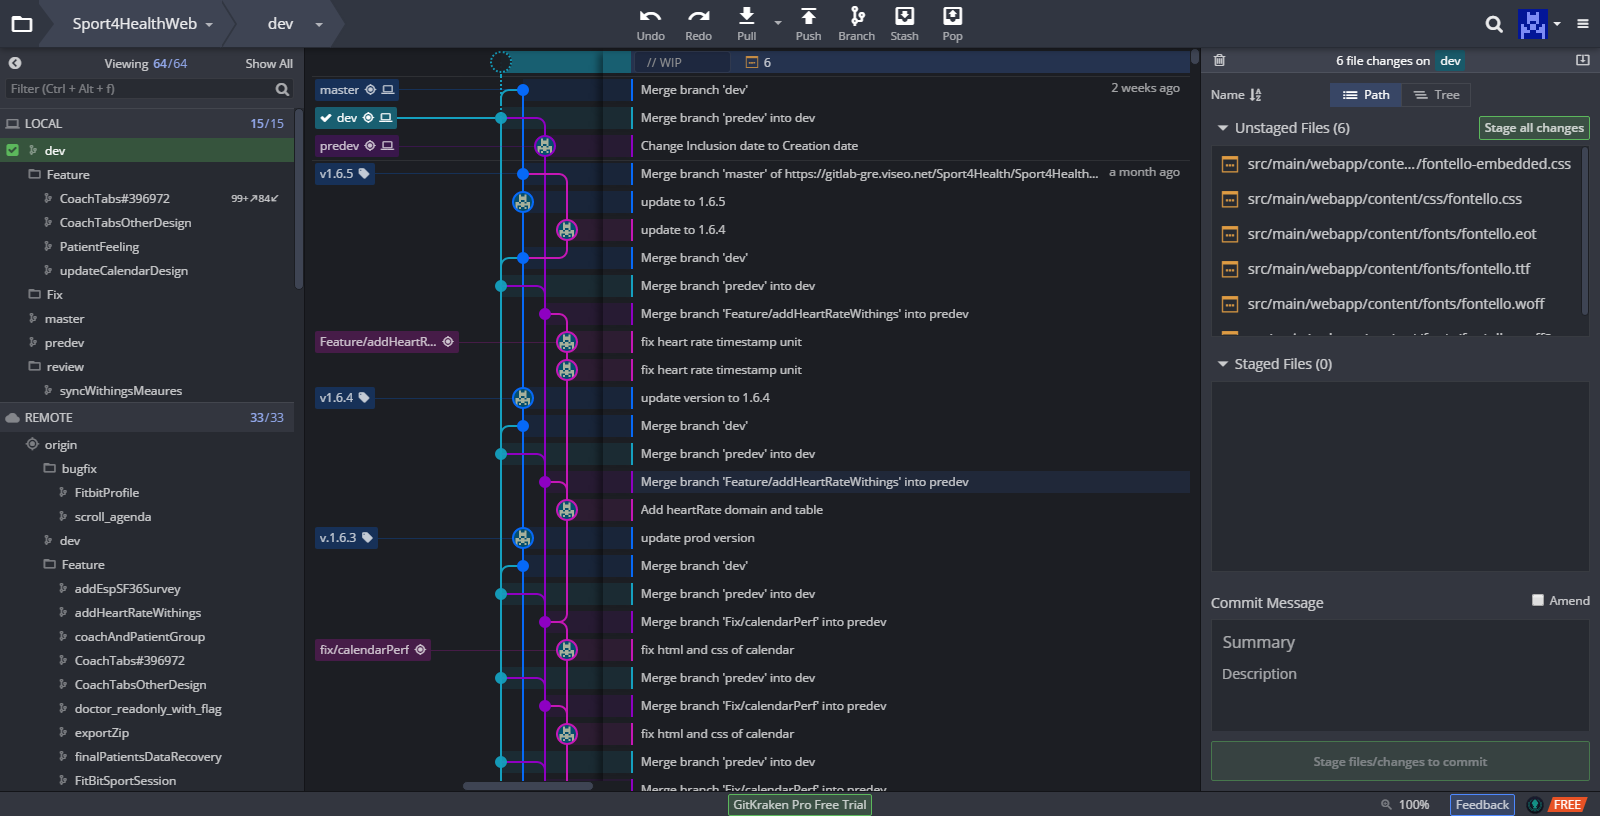 Sport4HealthWeb
dev
Undo
Redo
Pull
Push
Branch
Stash
Pop
Viewing 64/64
Show All
Filter (Ctrl + Alt + f)
LOCAL
15/15
dev
Feature
CoachTabs#396972
99+↗84↙
CoachTabsOtherDesign
PatientFeeling
updateCalendarDesign
Fix
master
predev
review
syncWithingsMeaures
REMOTE
33/33
origin
bugfix
FitbitProfile
scroll_agenda
dev
Feature
addEspSF36Survey
addHeartRateWithings
coachAndPatientGroup
CoachTabs#396972
CoachTabsOtherDesign
doctor_readonly_with_flag
exportZip
finalPatientsDataRecovery
FitBitSportSession
// WIP
6
master
Merge branch 'dev'
2 weeks ago
dev
Merge branch 'predev' into dev
predev
Change Inclusion date to Creation date
v1.6.5
Merge branch 'master' of https://gitlab-gre.viseo.net/Sport4Health/Sport4Health...
a month ago
update to 1.6.5
update to 1.6.4
Merge branch 'dev'
Merge branch 'predev' into dev
Merge branch 'Feature/addHeartRateWithings' into predev
Feature/addHeartR...
fix heart rate timestamp unit
fix heart rate timestamp unit
v1.6.4
update version to 1.6.4
Merge branch 'dev'
Merge branch 'predev' into dev
Merge branch 'Feature/addHeartRateWithings' into predev
Add heartRate domain and table
v.1.6.3
update prod version
Merge branch 'dev'
Merge branch 'predev' into dev
Merge branch 'Fix/calendarPerf' into predev
fix/calendarPerf
fix html and css of calendar
Merge branch 'predev' into dev
Merge branch 'Fix/calendarPerf' into predev
fix html and css of calendar
Merge branch 'predev' into dev
Merge branch 'Fix/calendarPerf' into predev
6 file changes on dev
Name
Path
Tree
Unstaged Files (6)
Stage all changes
src/main/webapp/conte... /fontello-embedded.css
src/main/webapp/content/css/fontello.css
src/main/webapp/content/fonts/fontello.eot
src/main/webapp/content/fonts/fontello.ttf
src/main/webapp/content/fonts/fontello.woff
Staged Files (0)
Commit Message
Amend
Summary
Description
Stage files/changes to commit
GitKraken Pro Free Trial
100%
Feedback
FREE